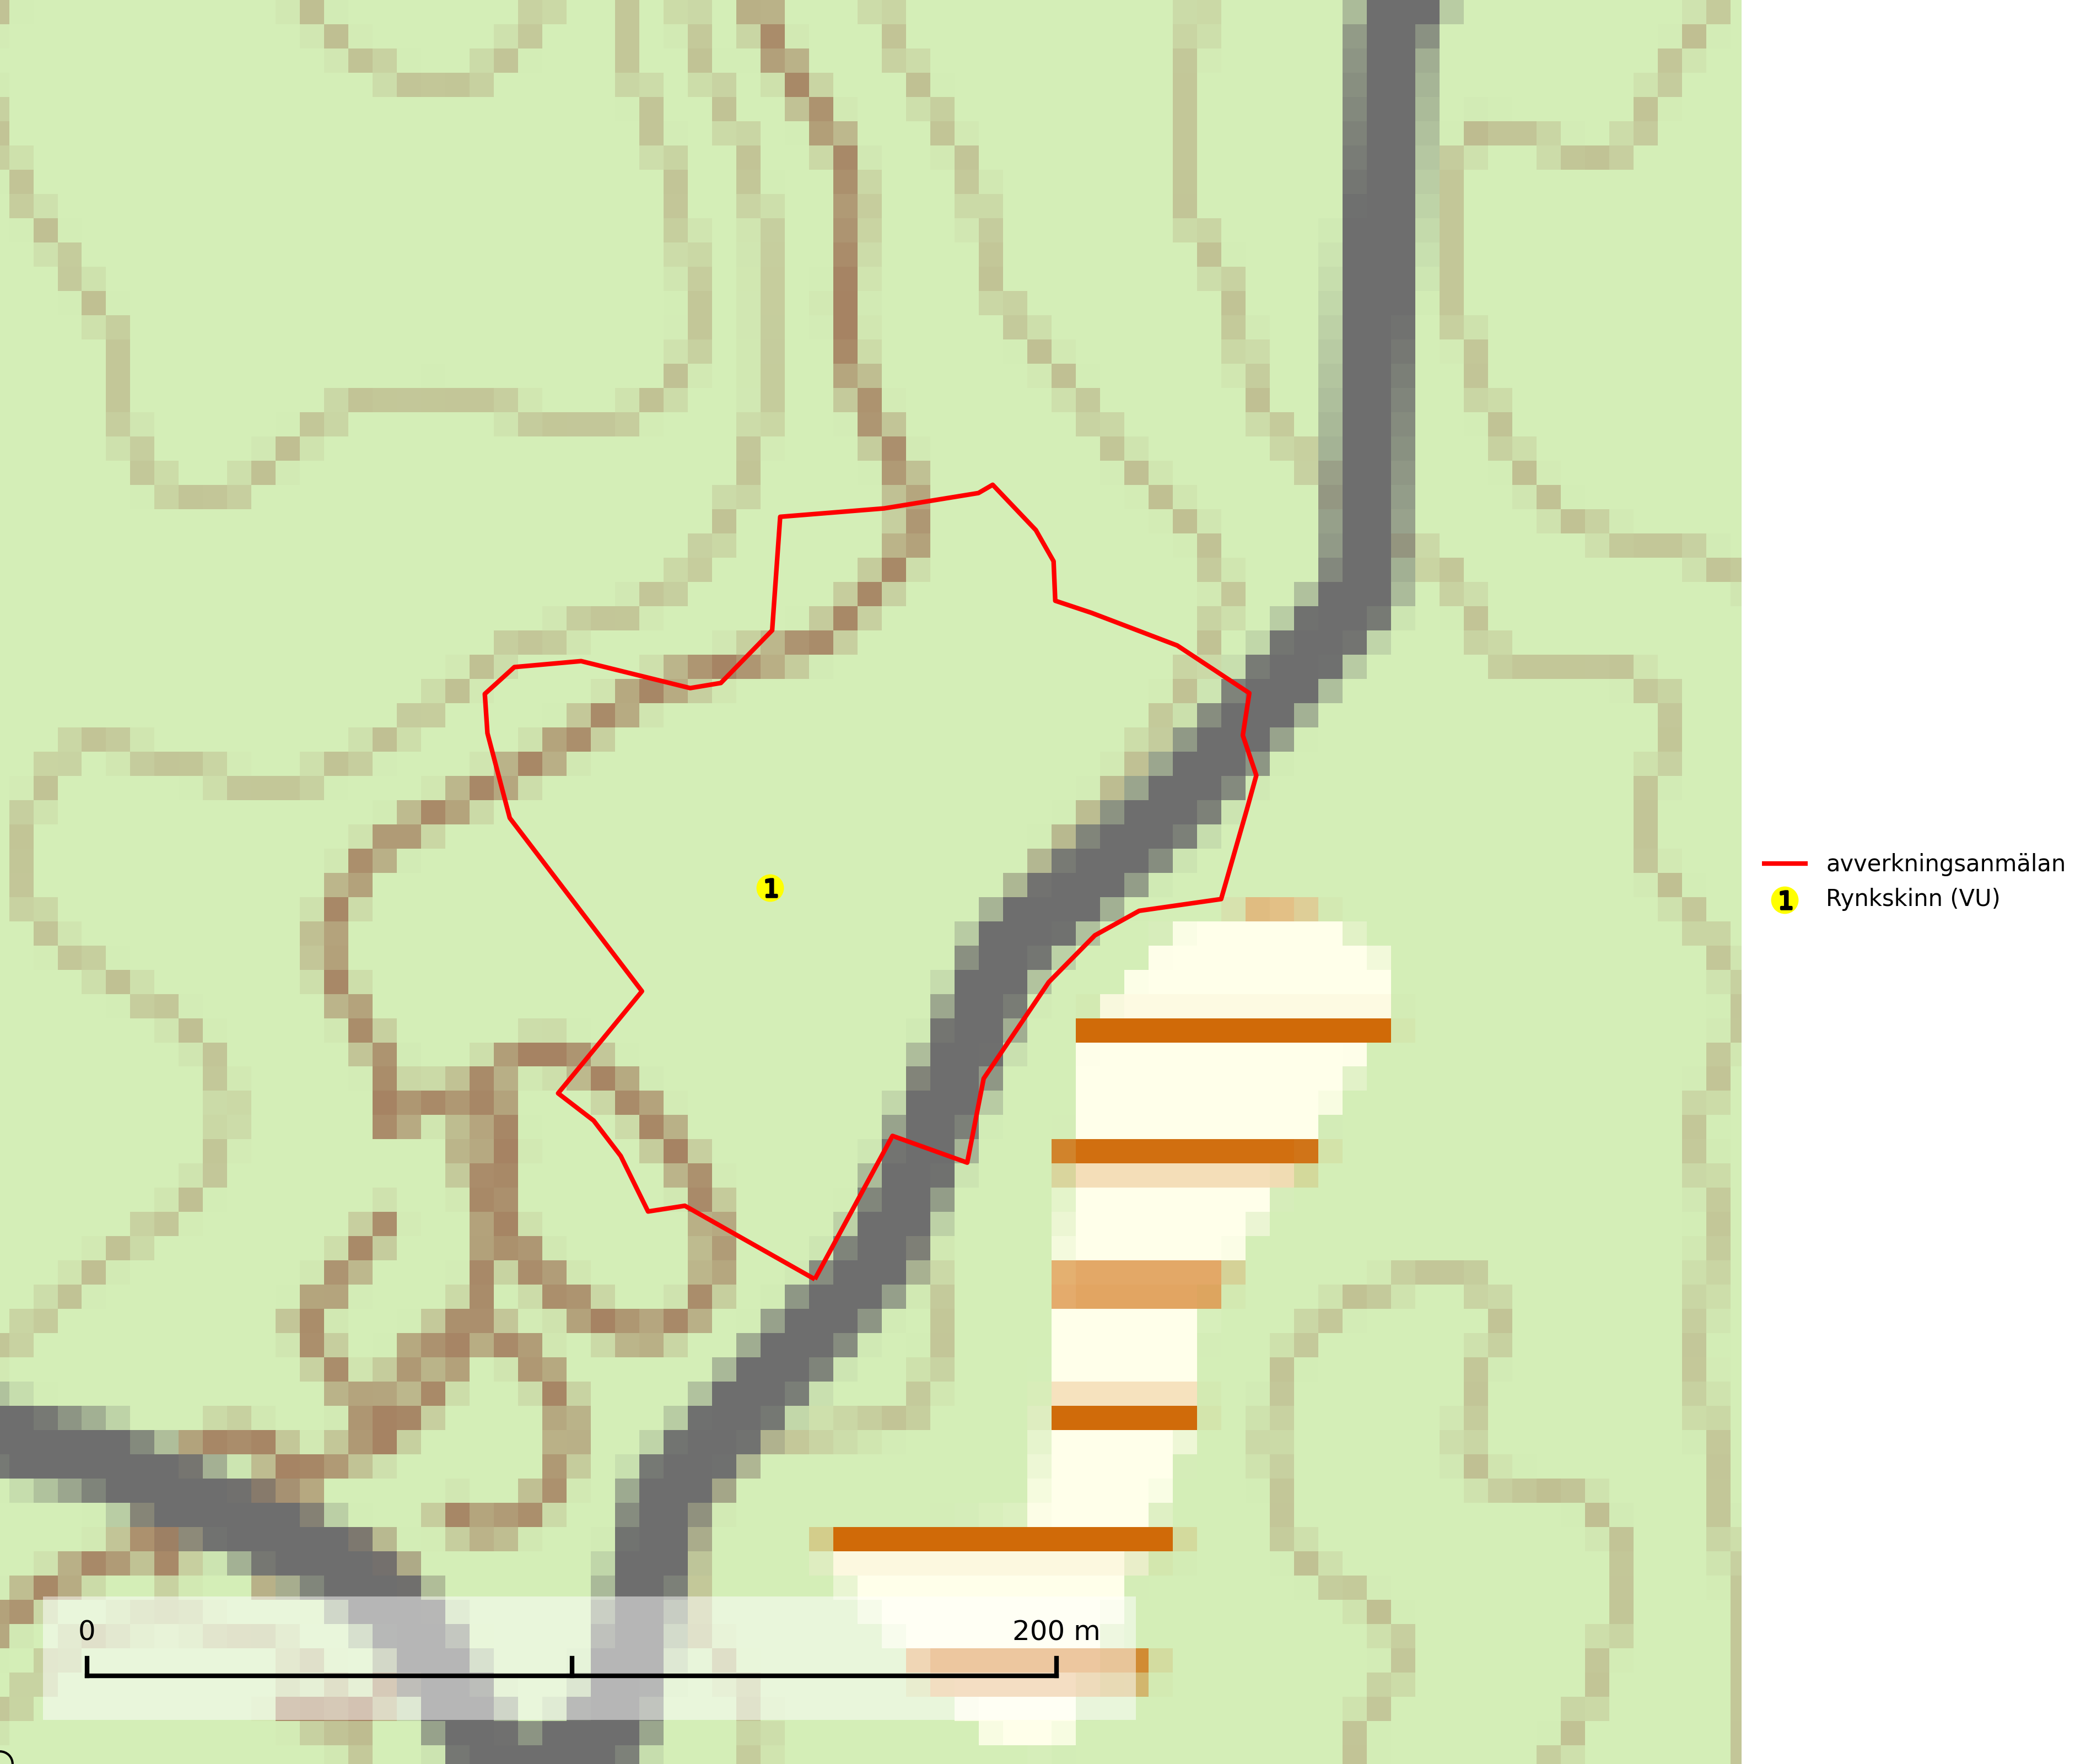 1
avverkningsanmälan
1 Rynkskinn (VU)
0 200 m